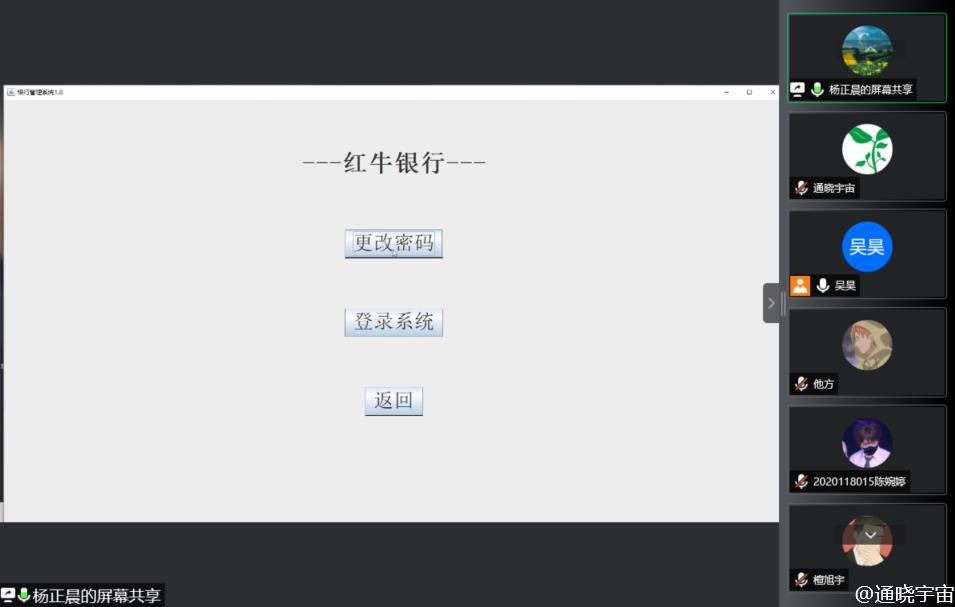 银行管理系统1.0
---红牛银行---
更改密码
登录系统
返回
杨正晨的屏幕共享
通晓宇宙
吴昊
吴昊
他方
2020118015陈婉婷
檀旭宇
杨正晨的屏幕共享
@通晓宇宙